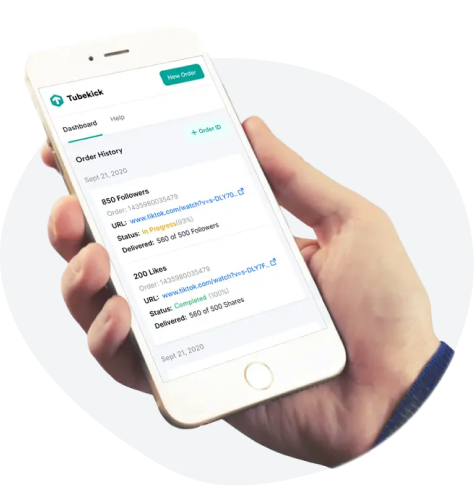 Tubekick
New Order
Dashboard Help
Order History
+ Order ID
Sept 21, 2020
850 Followers
Order: 1435980035479
URL: www.tiktok.com/watch?v=s-DLY70...
Status: In Progress(93%)
Delivered: 560 of 500 Followers
200 Likes
Order: 1435980035479
URL: www.tiktok.com/watch?v=s-DLY7F...
Status: Completed (100%)
Delivered: 560 of 500 Shares
Sept 21, 2020